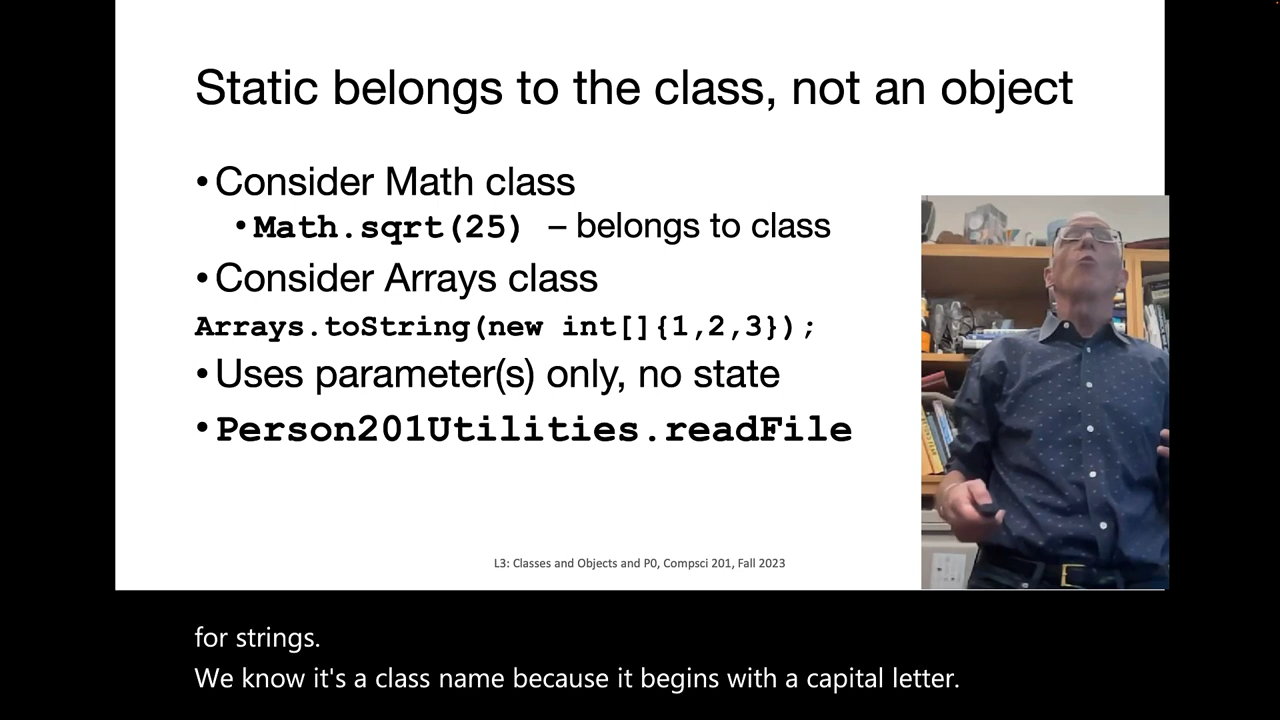 Static belongs to the class, not an object
•Consider Math class
•Math.sqrt(25) – belongs to class
•Consider Arrays class
Arrays.toString(new int[]{1,2,3});
•Uses parameter(s) only, no state
•Person201Utilities.readFile
L3: Classes and Objects and P0, Compsci 201, Fall 2023
for strings.
We know it's a class name because it begins with a capital letter.